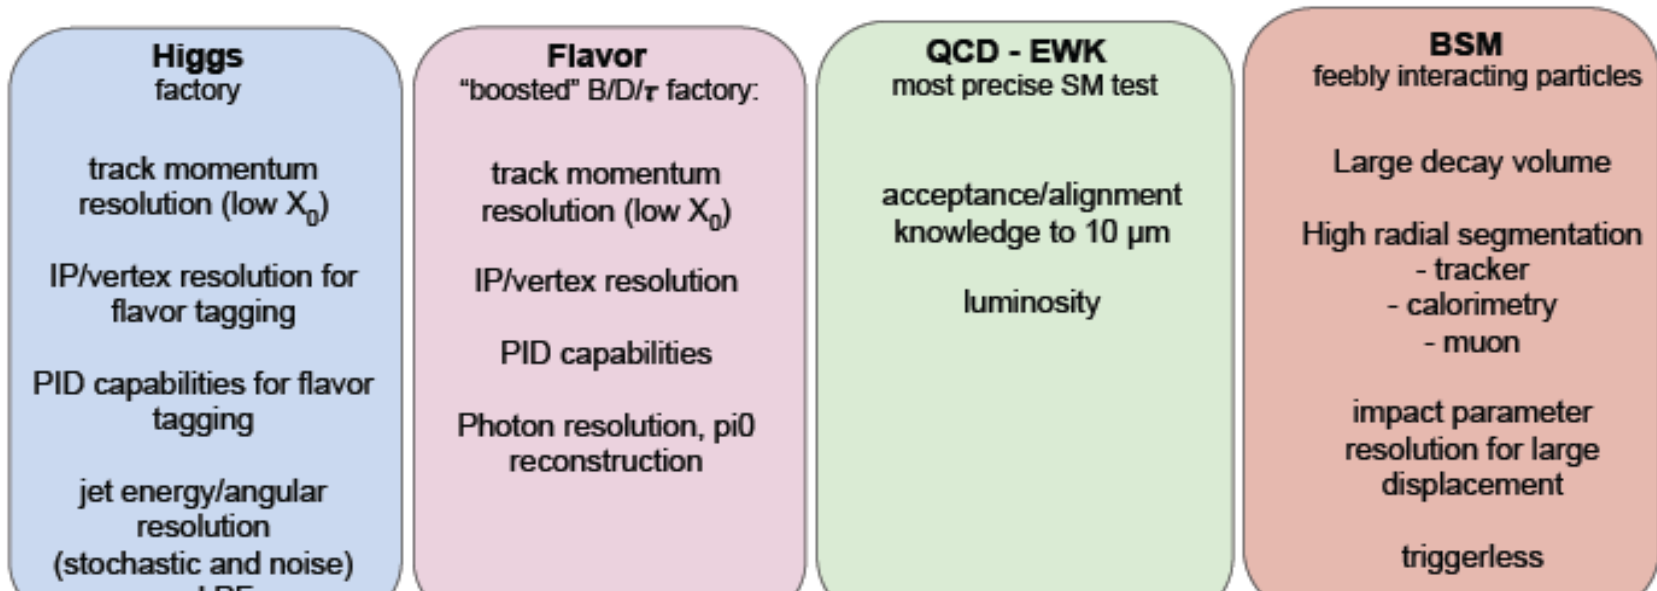 Higgs
factory
track momentum
resolution (low X₀)
IP/vertex resolution for
flavor tagging
PID capabilities for flavor
tagging
jet energy/angular
resolution
(stochastic and noise)
Flavor
“boosted” B/D/τ factory:
track momentum
resolution (low X₀)
IP/vertex resolution
PID capabilities
Photon resolution, pi0
reconstruction
QCD - EWK
most precise SM test
acceptance/alignment
knowledge to 10 μm
luminosity
BSM
feebly interacting particles
Large decay volume
High radial segmentation
- tracker
- calorimetry
- muon
impact parameter
resolution for large
displacement
triggerless